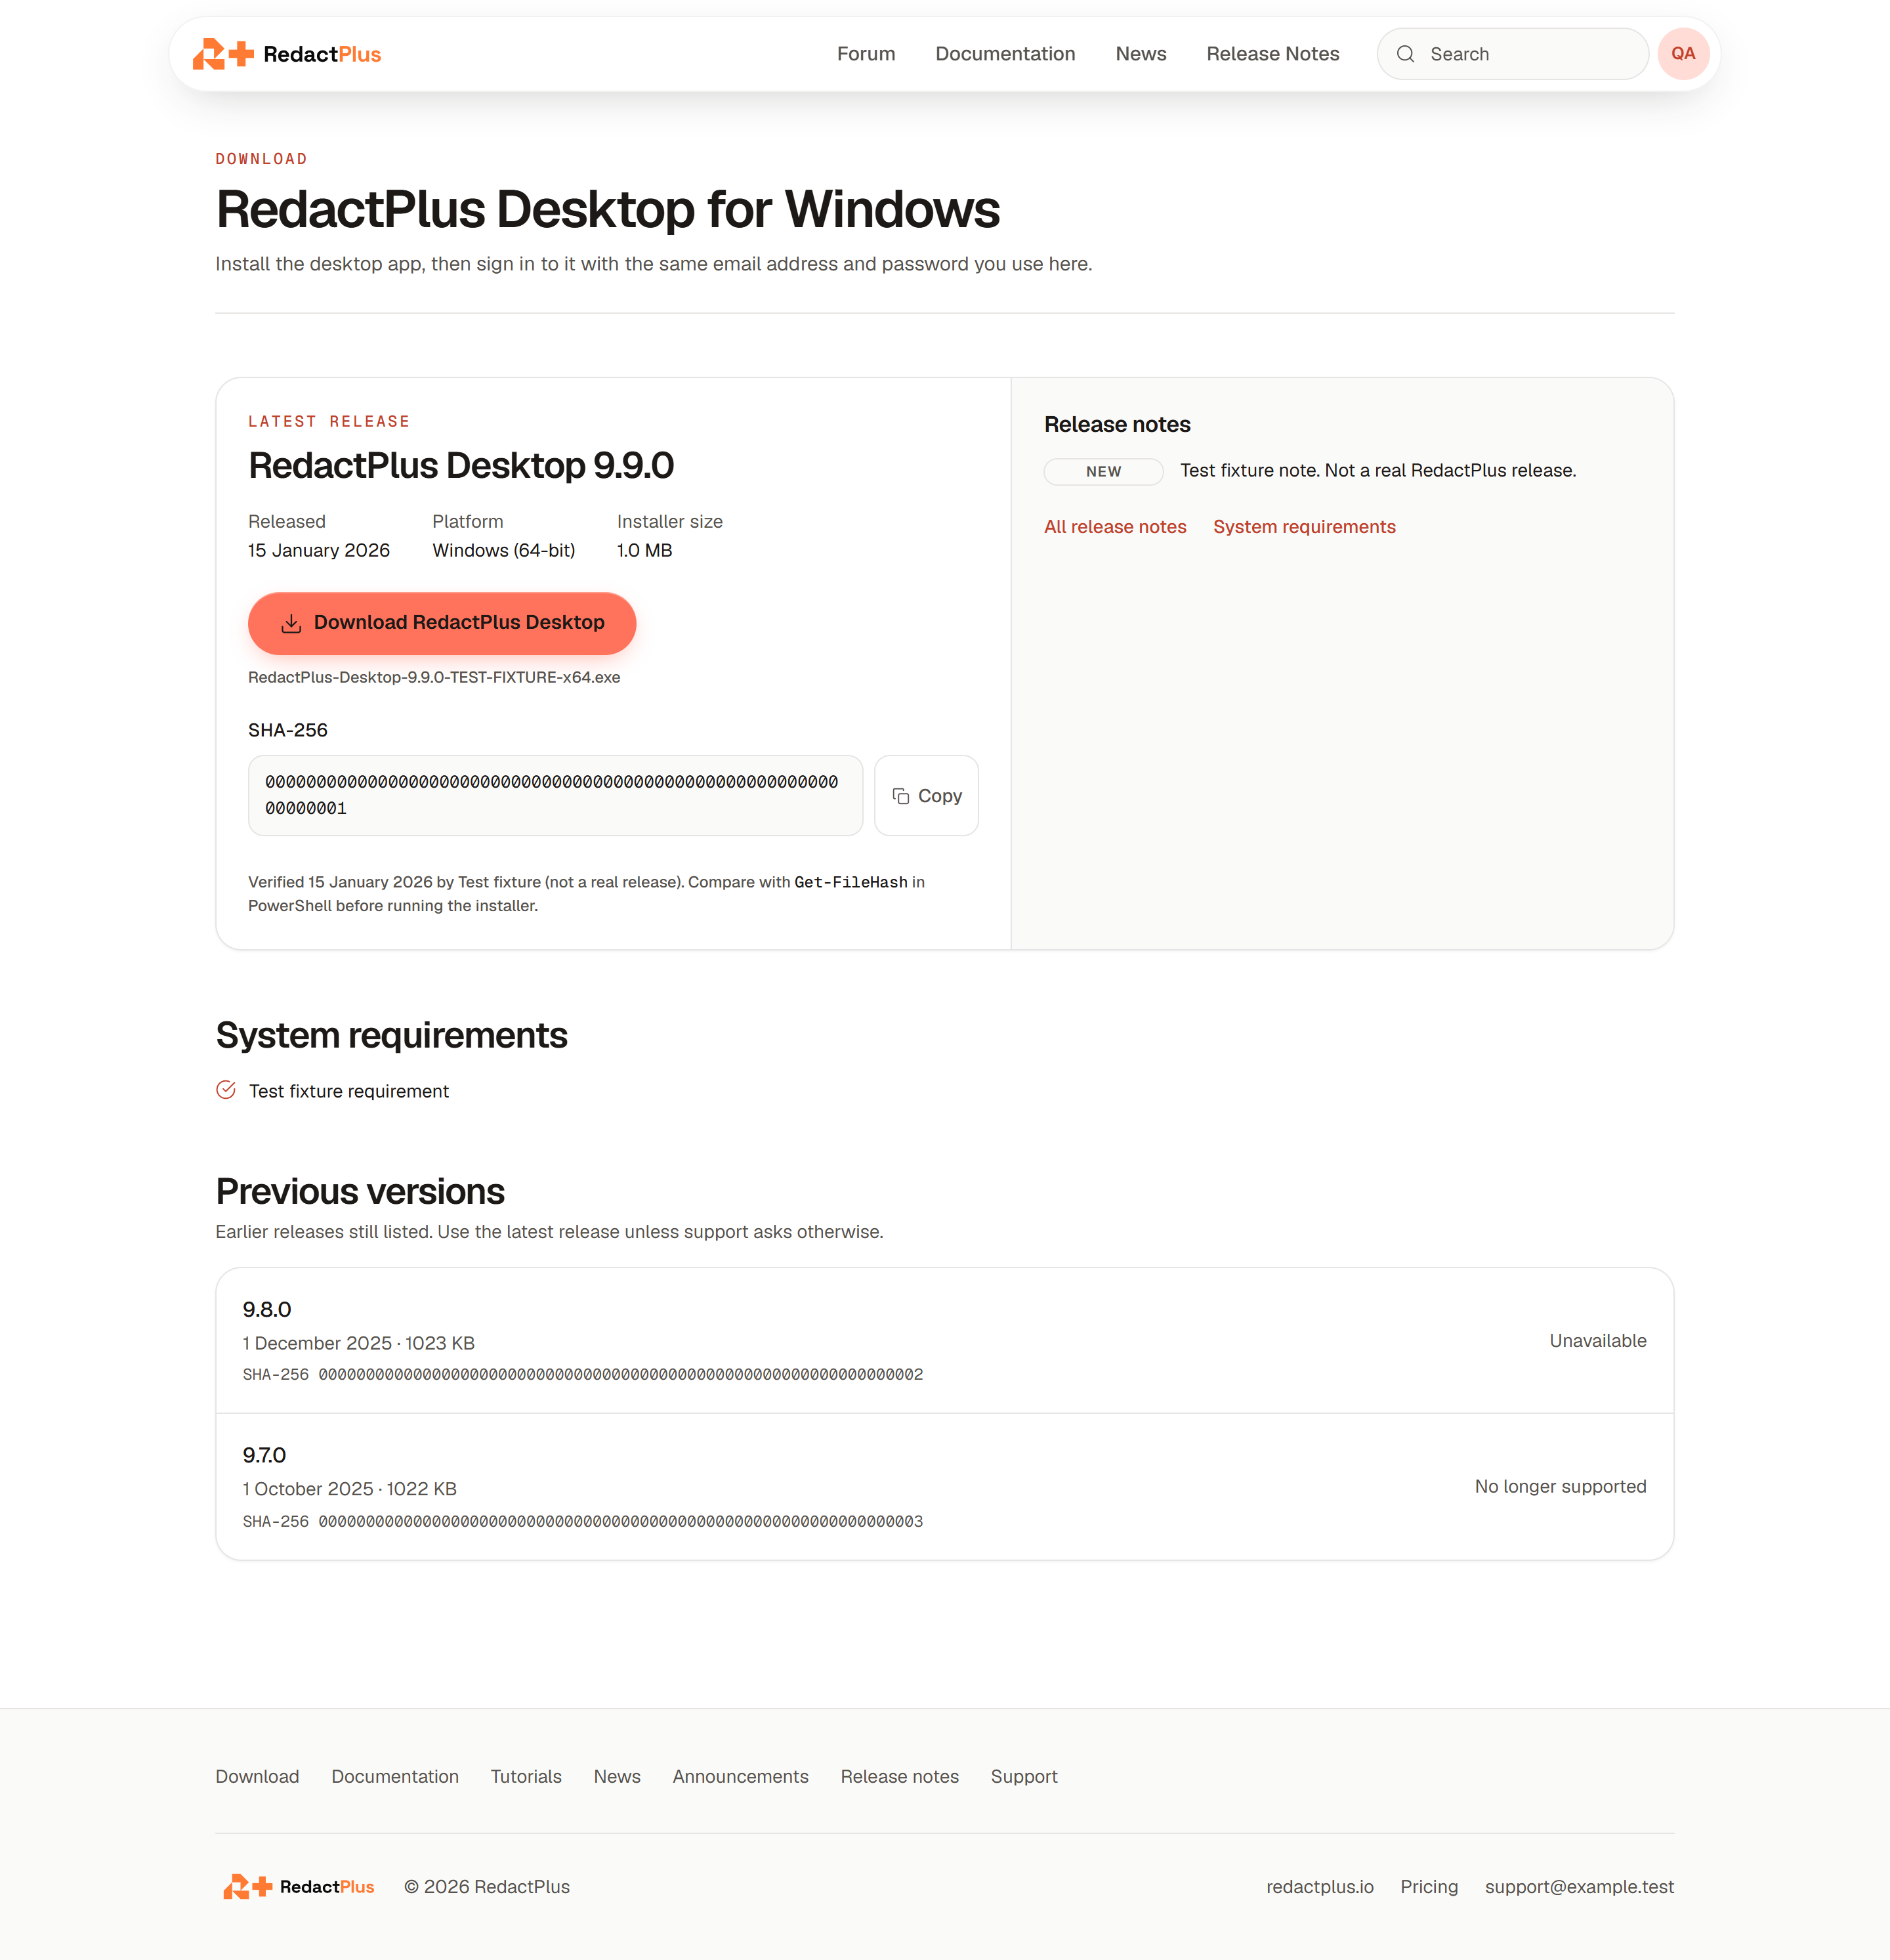 RedactPlus
Forum
Documentation
News
Release Notes
Search
QA
DOWNLOAD
RedactPlus Desktop for Windows
Install the desktop app, then sign in to it with the same email address and password you use here.
LATEST RELEASE
RedactPlus Desktop 9.9.0
Released
15 January 2026
Platform
Windows (64-bit)
Installer size
1.0 MB
Download RedactPlus Desktop
RedactPlus-Desktop-9.9.0-TEST-FIXTURE-x64.exe
SHA-256
00000000000000000000000000000000000000000000000000000000
00000001
Copy
Verified 15 January 2026 by Test fixture (not a real release). Compare with Get-FileHash in
PowerShell before running the installer.
Release notes
NEW
Test fixture note. Not a real RedactPlus release.
All release notes
System requirements
System requirements
Test fixture requirement
Previous versions
Earlier releases still listed. Use the latest release unless support asks otherwise.
9.8.0
1 December 2025 · 1023 KB
SHA-256 0000000000000000000000000000000000000000000000000000000000000002
Unavailable
9.7.0
1 October 2025 · 1022 KB
SHA-256 0000000000000000000000000000000000000000000000000000000000000003
No longer supported
Download
Documentation
Tutorials
News
Announcements
Release notes
Support
RedactPlus
© 2026 RedactPlus
redactplus.io
Pricing
support@example.test